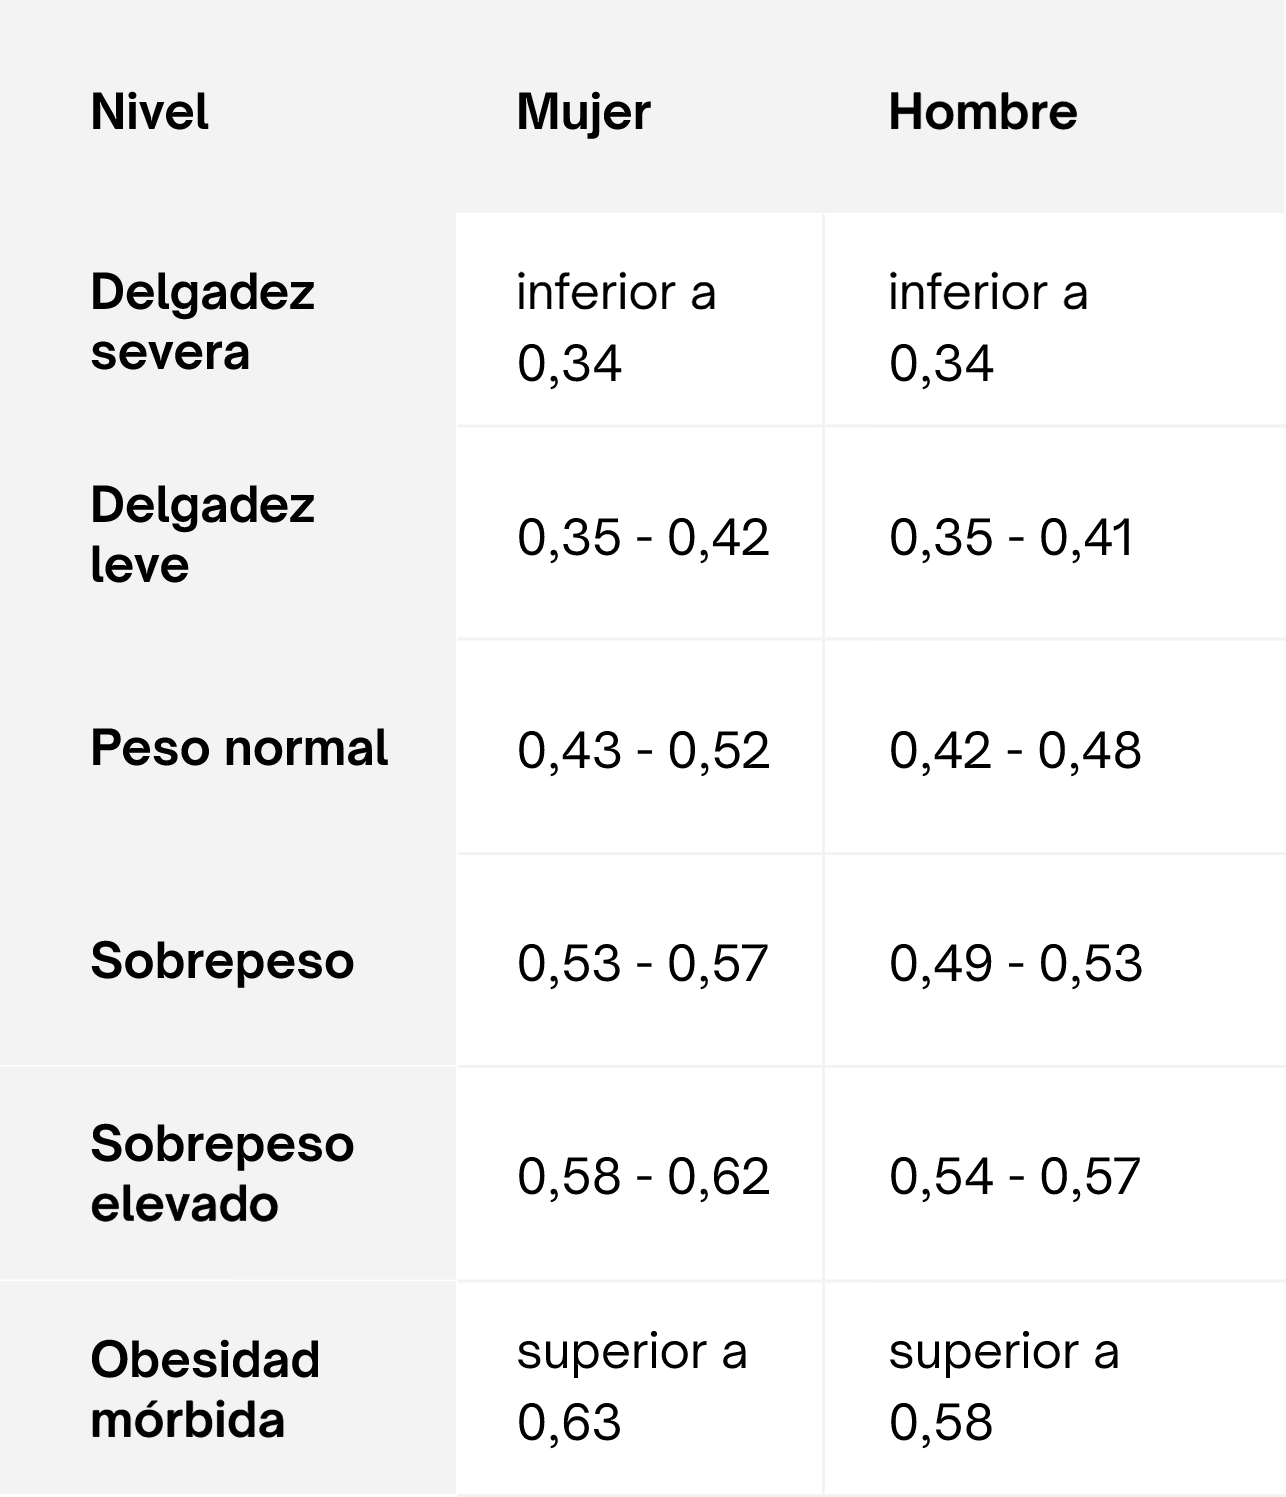 Nivel Mujer Hombre
Delgadez severa inferior a 0,34 inferior a 0,34
Delgadez leve 0,35 - 0,42 0,35 - 0,41
Peso normal 0,43 - 0,52 0,42 - 0,48
Sobrepeso 0,53 - 0,57 0,49 - 0,53
Sobrepeso elevado 0,58 - 0,62 0,54 - 0,57
Obesidad mórbida superior a 0,63 superior a 0,58